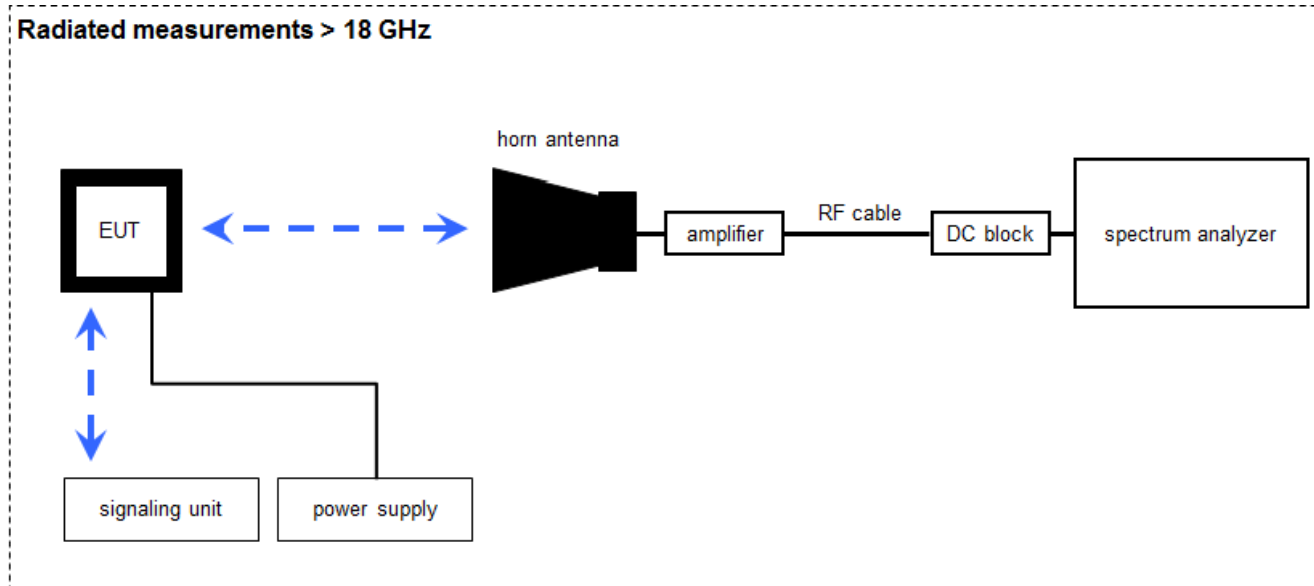 Radiated measurements > 18 GHz
horn antenna
EUT
amplifier
RF cable
DC block
spectrum analyzer
signaling unit
power supply